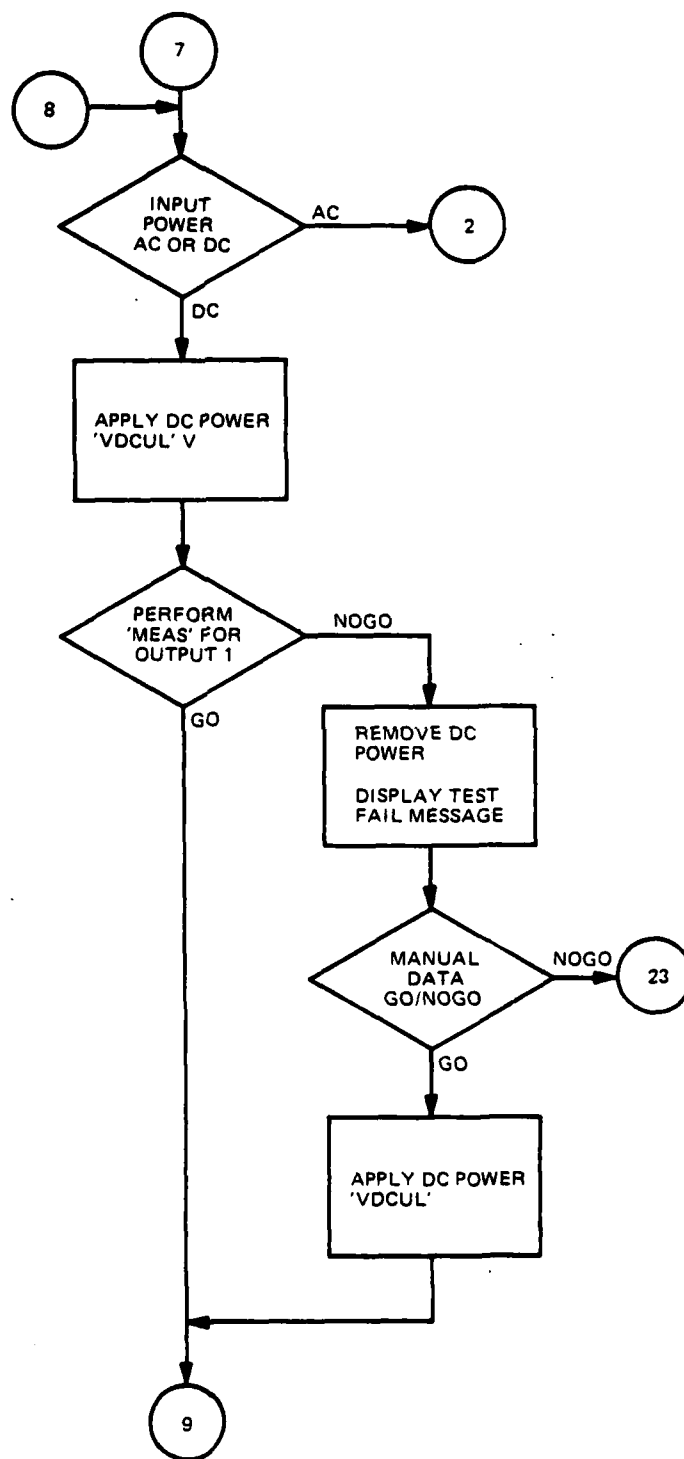 7
8
INPUT
POWER
AC OR DC
AC
2
DC
APPLY DC POWER
'VDCUL' V
PERFORM
'MEAS' FOR
OUTPUT 1
NOGO
GO
REMOVE DC
POWER
DISPLAY TEST
FAIL MESSAGE
MANUAL
DATA
GO/NOGO
NOGO
23
GO
APPLY DC POWER
'VDCUL'
9